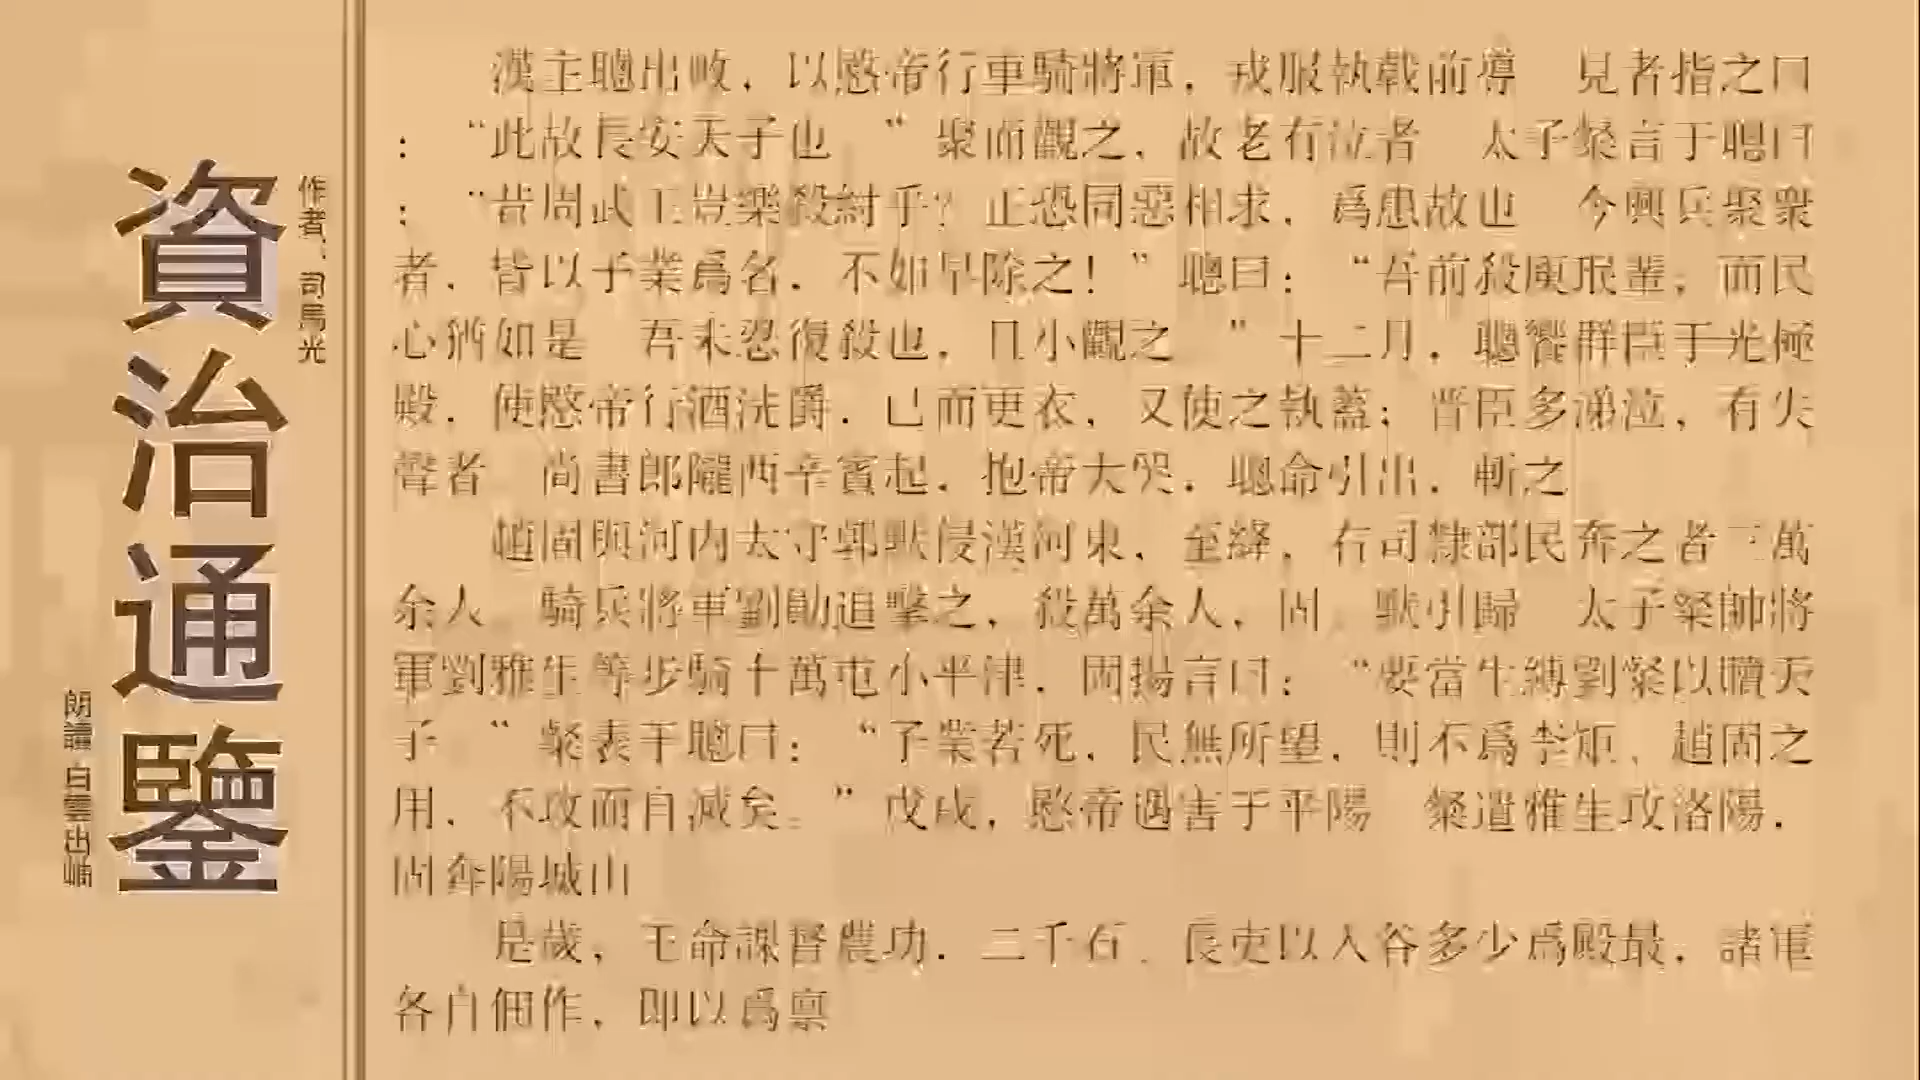 資治通鑒
作者、司馬光
朗讀 白雲出岫
漢主聰出畋，以愍帝行車騎將軍，戎服執戟前導 見者指之曰
：“此故長安天子也 ”聚而觀之，故老有泣者 太子粲言于聰曰
：“昔周武王豈樂殺紂乎？正恐同惡相求，爲患故也 今興兵聚衆
者，皆以子業爲名，不如早除之！”聰曰：“吾前殺庾珉輩，而民
心猶如是 吾未忍復殺也，且小觀之 ”十二月，聰饗群臣于光極
殿，使愍帝行酒洗爵，已而更衣，又使之執蓋；晉臣多涕泣，有失
聲者 尚書郎隴西辛賓起，抱帝大哭，聰命引出，斬之
趙固與河内太守郭默侵漢河東，至絳，右司隸部民奔之者三萬
余人 騎兵將軍劉勛追擊之，殺萬余人，固、默引歸 太子粲帥將
軍劉雅生等步騎十萬屯小平津，固揚言曰：“要當生縛劉粲以贖天
子 ”粲表于聰曰：“子業若死，民無所望，則不爲李矩、趙固之
用，不攻而自滅矣。”戊戌，愍帝遇害于平陽 粲遣雅生攻洛陽，
固奔陽城山
是歲，王命課督農功，二千石、長吏以入谷多少爲殿最，諸軍
各自佃作，即以爲禀